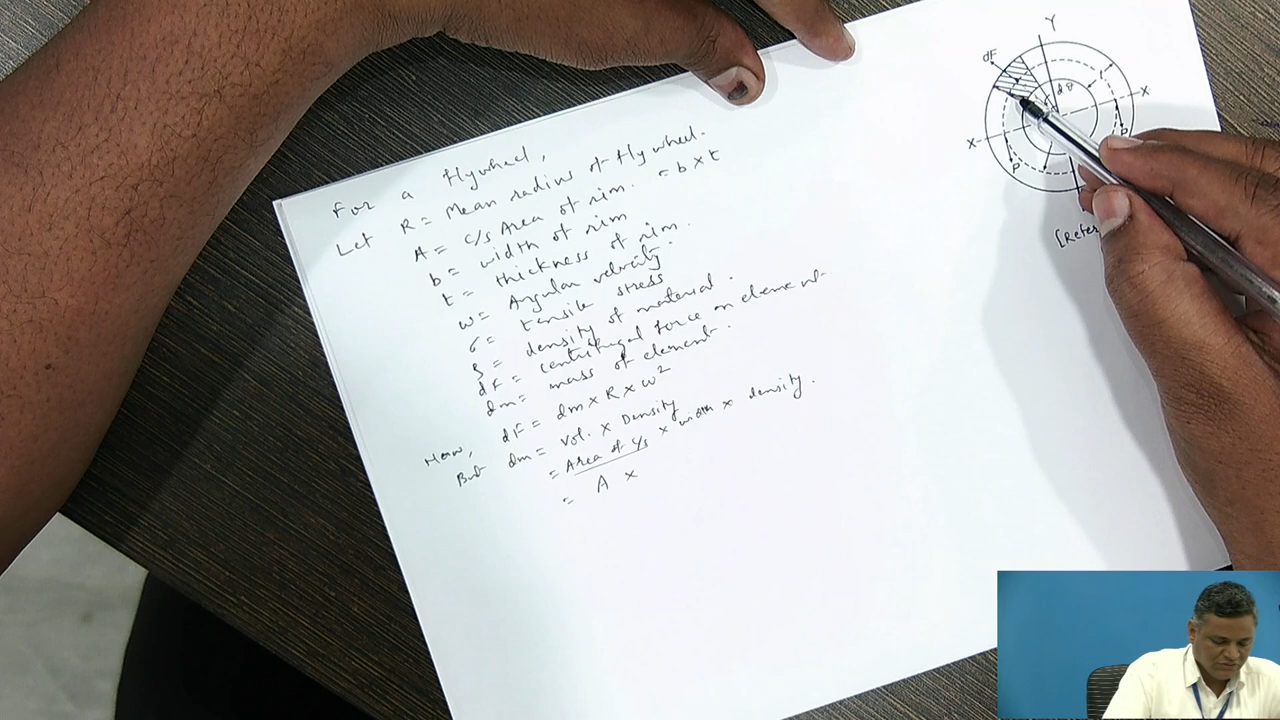 For a flywheel,
Let R = Mean radius of flywheel.
A = c/s Area of rim. = b × t
b = width of rim
t = thickness of rim.
ω = Angular velocity.
σ = tensile stress
ρ = density of material.
dF = centrifugal force on element
dm = mass of element.
Now, dF = dm × R × ω²
But dm = Vol. × Density
= Area of c/s × width × density.
= A ×
Y
dF
dθ
X
X
P
P
[Refer